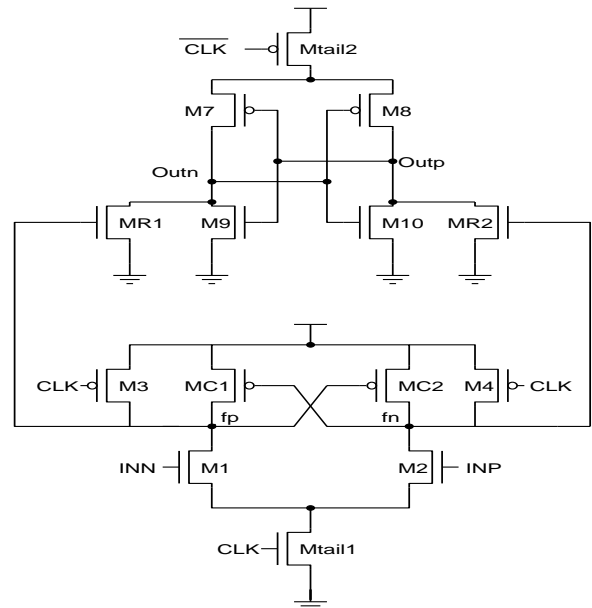 CLK Mtail2
M7 M8
Outn Outp
MR1 M9 M10 MR2
CLK M3 MC1 MC2 M4 CLK
fp fn
INN M1 M2 INP
CLK Mtail1